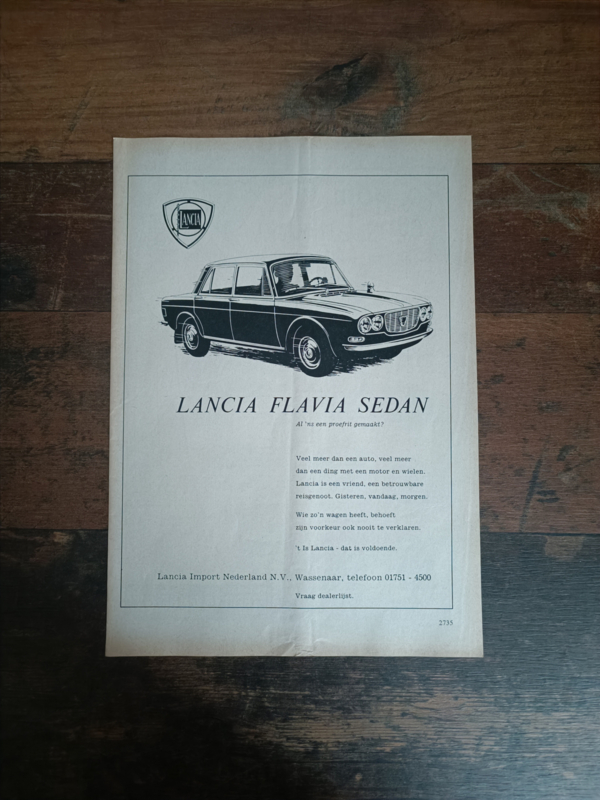 LANCIA
LANCIA FLAVIA SEDAN
Al 'ns een proefrit gemaakt?
Veel meer dan een auto, veel meer
dan een ding met een motor en wielen.
Lancia is een vriend, een betrouwbare
reisgenoot. Gisteren, vandaag, morgen.
Wie zo'n wagen heeft, behoeft
zijn voorkeur ook nooit te verklaren.
't Is Lancia - dat is voldoende.
Lancia Import Nederland N.V., Wassenaar, telefoon 01751 - 4500
Vraag dealerlijst.
2735